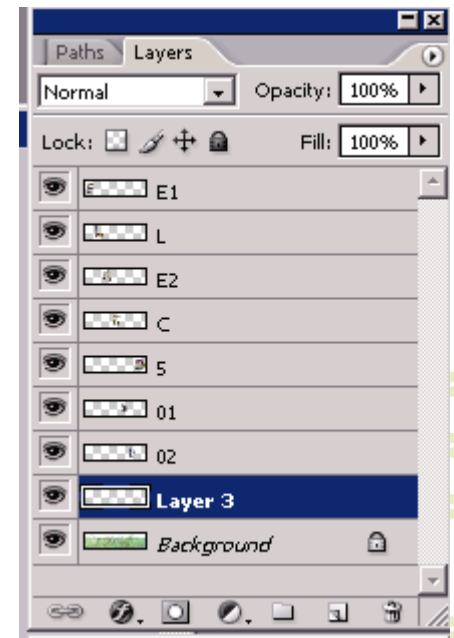 Paths Layers
Normal Opacity: 100%
Lock: Fill: 100%
E1
L
E2
C
5
01
02
Layer 3
Background